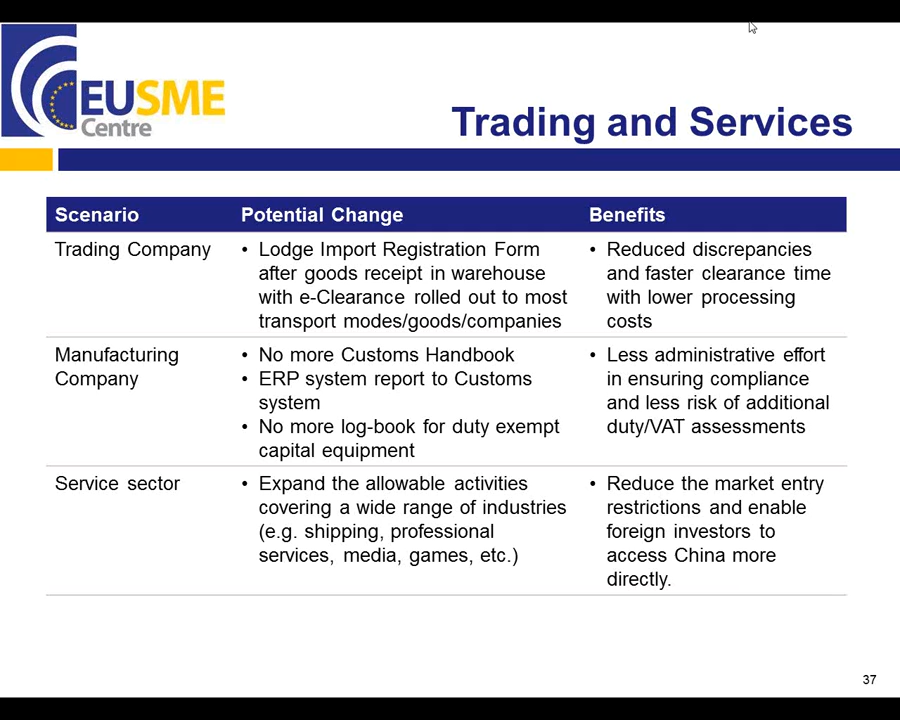 EUSME
Centre
Trading and Services
Scenario
Potential Change
Benefits
Trading Company
• Lodge Import Registration Form
after goods receipt in warehouse
with e-Clearance rolled out to most
transport modes/goods/companies
• Reduced discrepancies
and faster clearance time
with lower processing
costs
Manufacturing
Company
• No more Customs Handbook
• ERP system report to Customs
system
• No more log-book for duty exempt
capital equipment
• Less administrative effort
in ensuring compliance
and less risk of additional
duty/VAT assessments
Service sector
• Expand the allowable activities
covering a wide range of industries
(e.g. shipping, professional
services, media, games, etc.)
• Reduce the market entry
restrictions and enable
foreign investors to
access China more
directly.
37